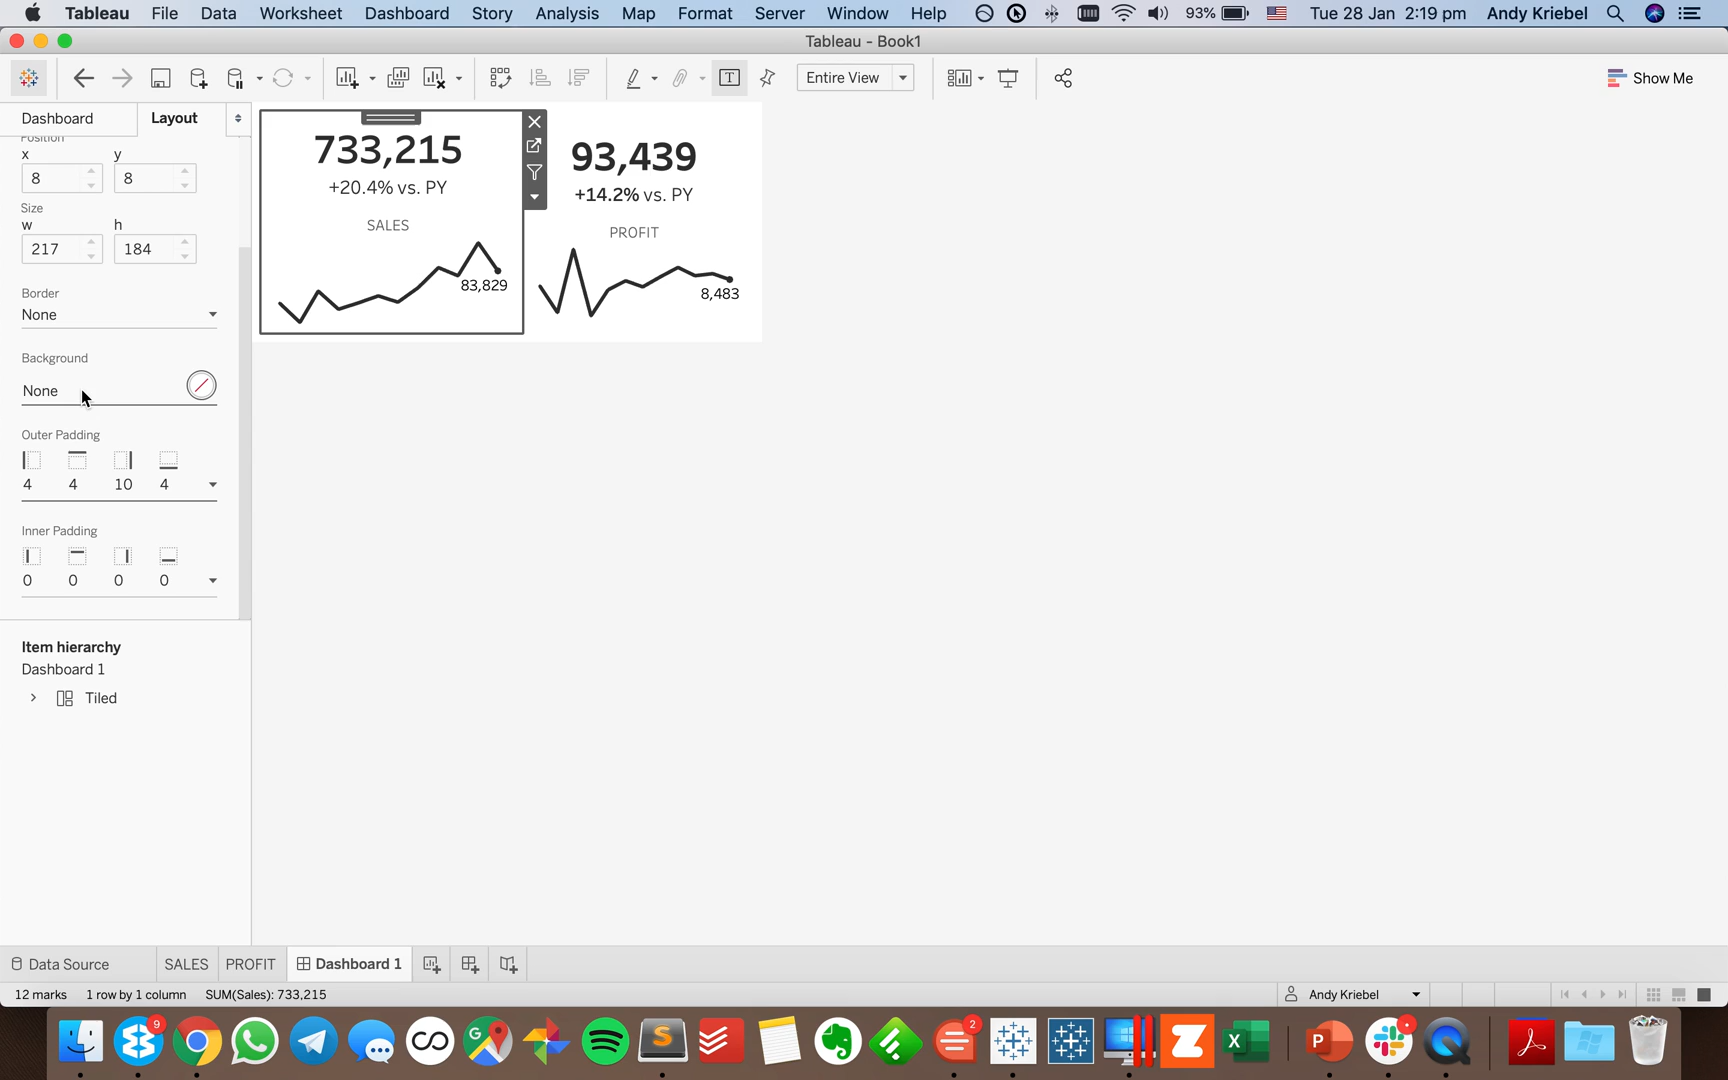 Tableau File Data Worksheet Dashboard Story Analysis Map Format Server Window Help 93% Tue 28 Jan 2:19 pm Andy Kriebel
Tableau - Book1
Entire View
Show Me
Dashboard Layout
Position
x y
8 8
Size
w h
217 184
Border
None
Background
None
Outer Padding
4 4 10 4
Inner Padding
0 0 0 0
Item hierarchy
Dashboard 1
Tiled
733,215
+20.4% vs. PY
SALES
83,829
93,439
+14.2% vs. PY
PROFIT
8,483
Data Source SALES PROFIT Dashboard 1
12 marks 1 row by 1 column SUM(Sales): 733,215 Andy Kriebel
9 2